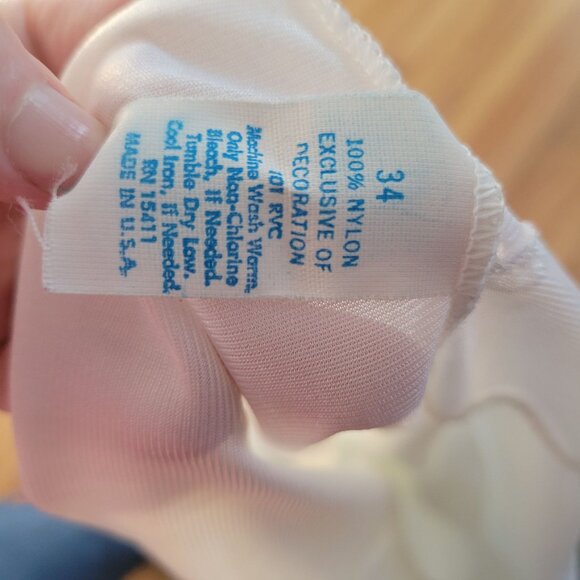 34
100% NYLON
EXCLUSIVE OF
DECORATION
101 RVC
Machine Wash Warm.
Only Non-Chlorine
Bleach, If Needed.
Tumble Dry Low.
Cool Iron, If Needed
RN 15411
MADE IN U.S.A.